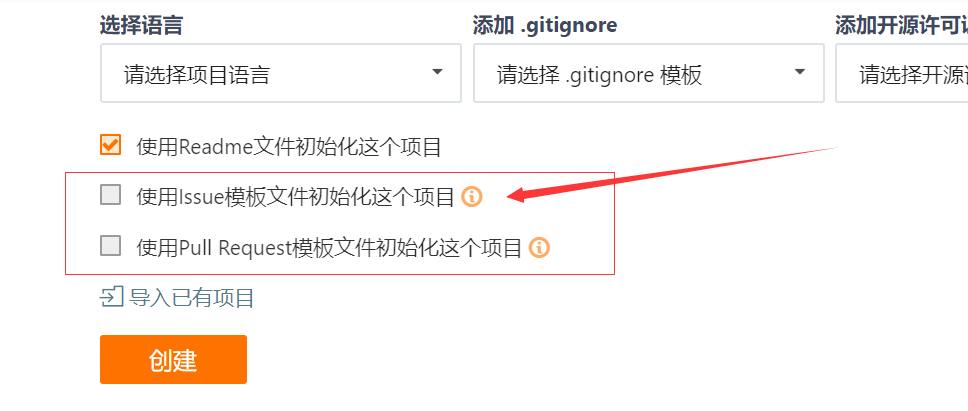 选择语言 添加 .gitignore 添加开源许可
请选择项目语言 请选择 .gitignore 模板 请选择开源
使用Readme文件初始化这个项目
使用Issue模板文件初始化这个项目
使用Pull Request模板文件初始化这个项目
导入已有项目
创建